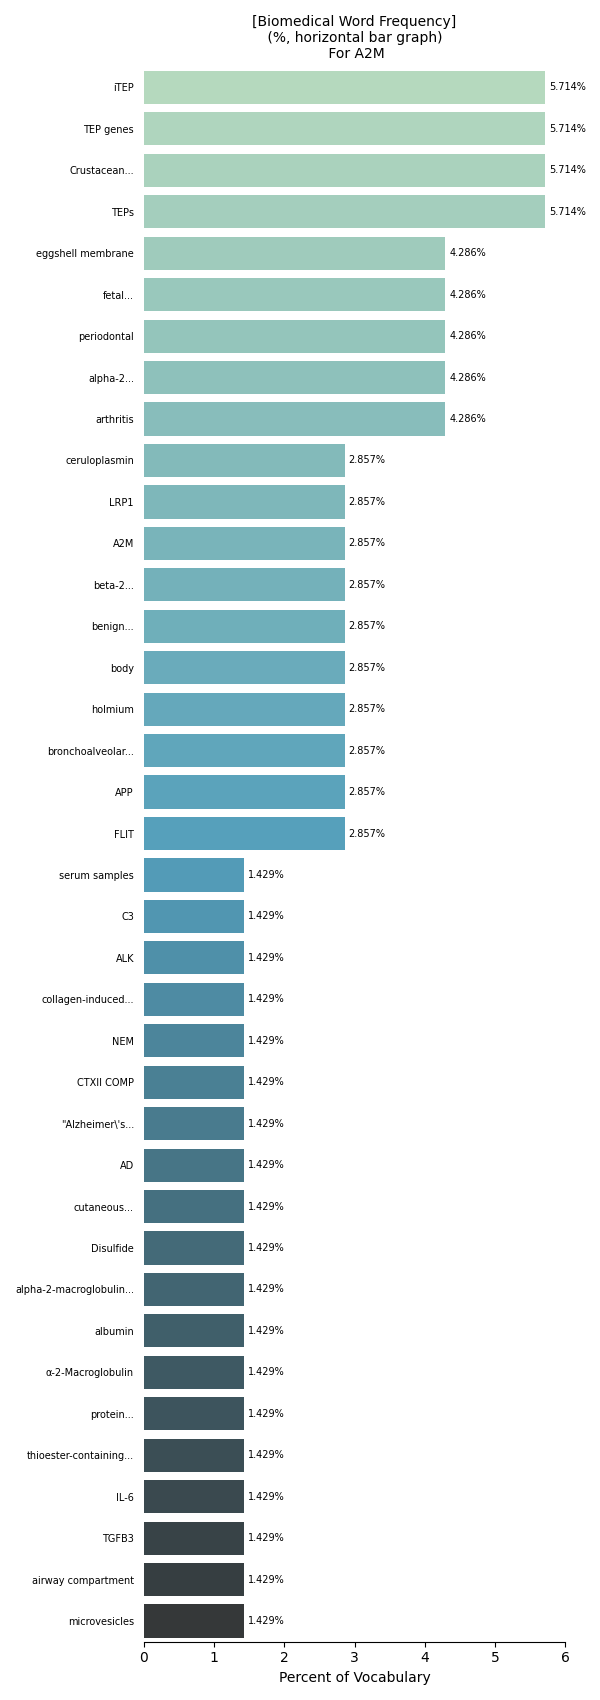 [Biomedical Word Frequency]
(%, horizontal bar graph)
For A2M
iTEP 5.714%
TEP genes 5.714%
Crustacean... 5.714%
TEPs 5.714%
eggshell membrane 4.286%
fetal... 4.286%
periodontal 4.286%
alpha-2... 4.286%
arthritis 4.286%
ceruloplasmin 2.857%
LRP1 2.857%
A2M 2.857%
beta-2... 2.857%
benign... 2.857%
body 2.857%
holmium 2.857%
bronchoalveolar... 2.857%
APP 2.857%
FLIT 2.857%
serum samples 1.429%
C3 1.429%
ALK 1.429%
collagen-induced... 1.429%
NEM 1.429%
CTXII COMP 1.429%
"Alzheimer\'s... 1.429%
AD 1.429%
cutaneous... 1.429%
Disulfide 1.429%
alpha-2-macroglobulin... 1.429%
albumin 1.429%
α-2-Macroglobulin 1.429%
protein... 1.429%
thioester-containing... 1.429%
IL-6 1.429%
TGFB3 1.429%
airway compartment 1.429%
microvesicles 1.429%
0 1 2 3 4 5 6
Percent of Vocabulary